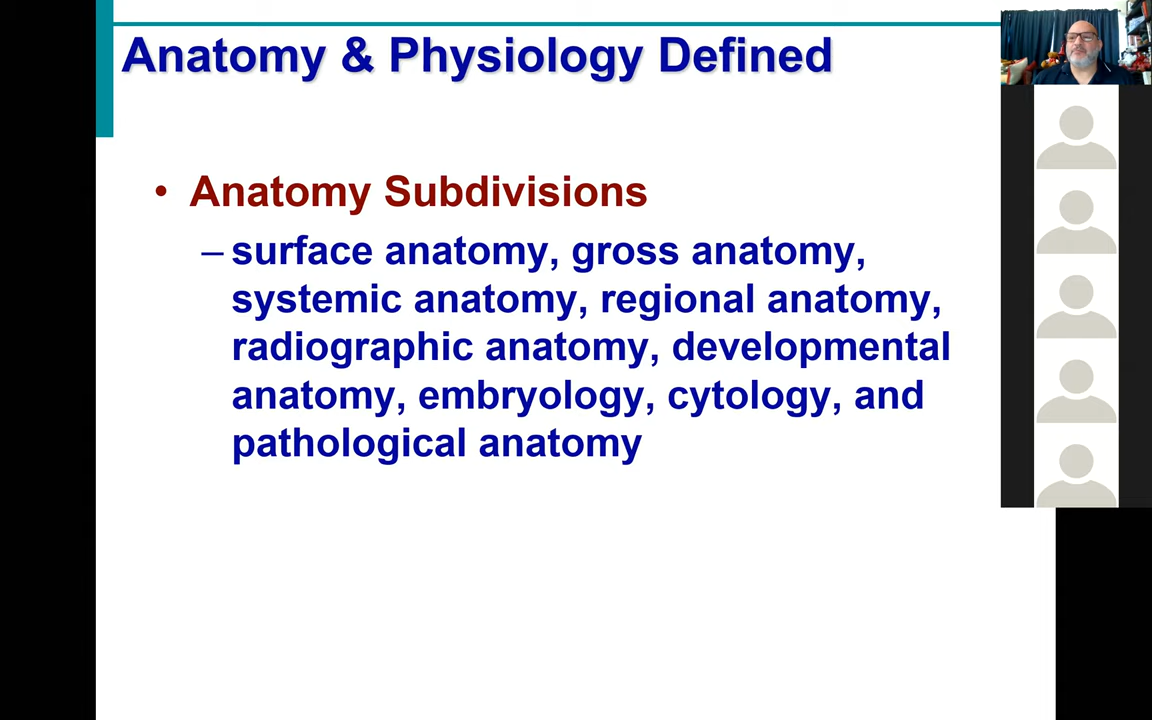 Anatomy & Physiology Defined
• Anatomy Subdivisions
– surface anatomy, gross anatomy,
systemic anatomy, regional anatomy,
radiographic anatomy, developmental
anatomy, embryology, cytology, and
pathological anatomy